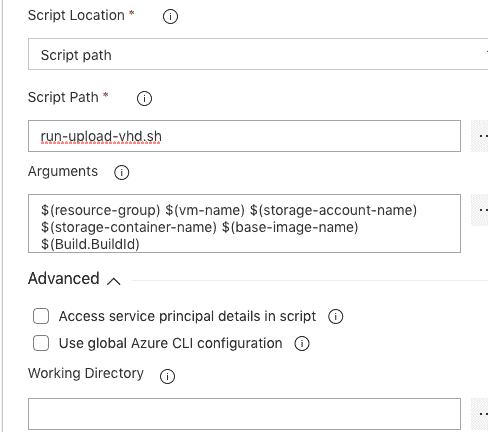 Script Location *
Script path
Script Path *
run-upload-vhd.sh
Arguments
$(resource-group) $(vm-name) $(storage-account-name)
$(storage-container-name) $(base-image-name)
$(Build.BuildId)
Advanced
Access service principal details in script
Use global Azure CLI configuration
Working Directory